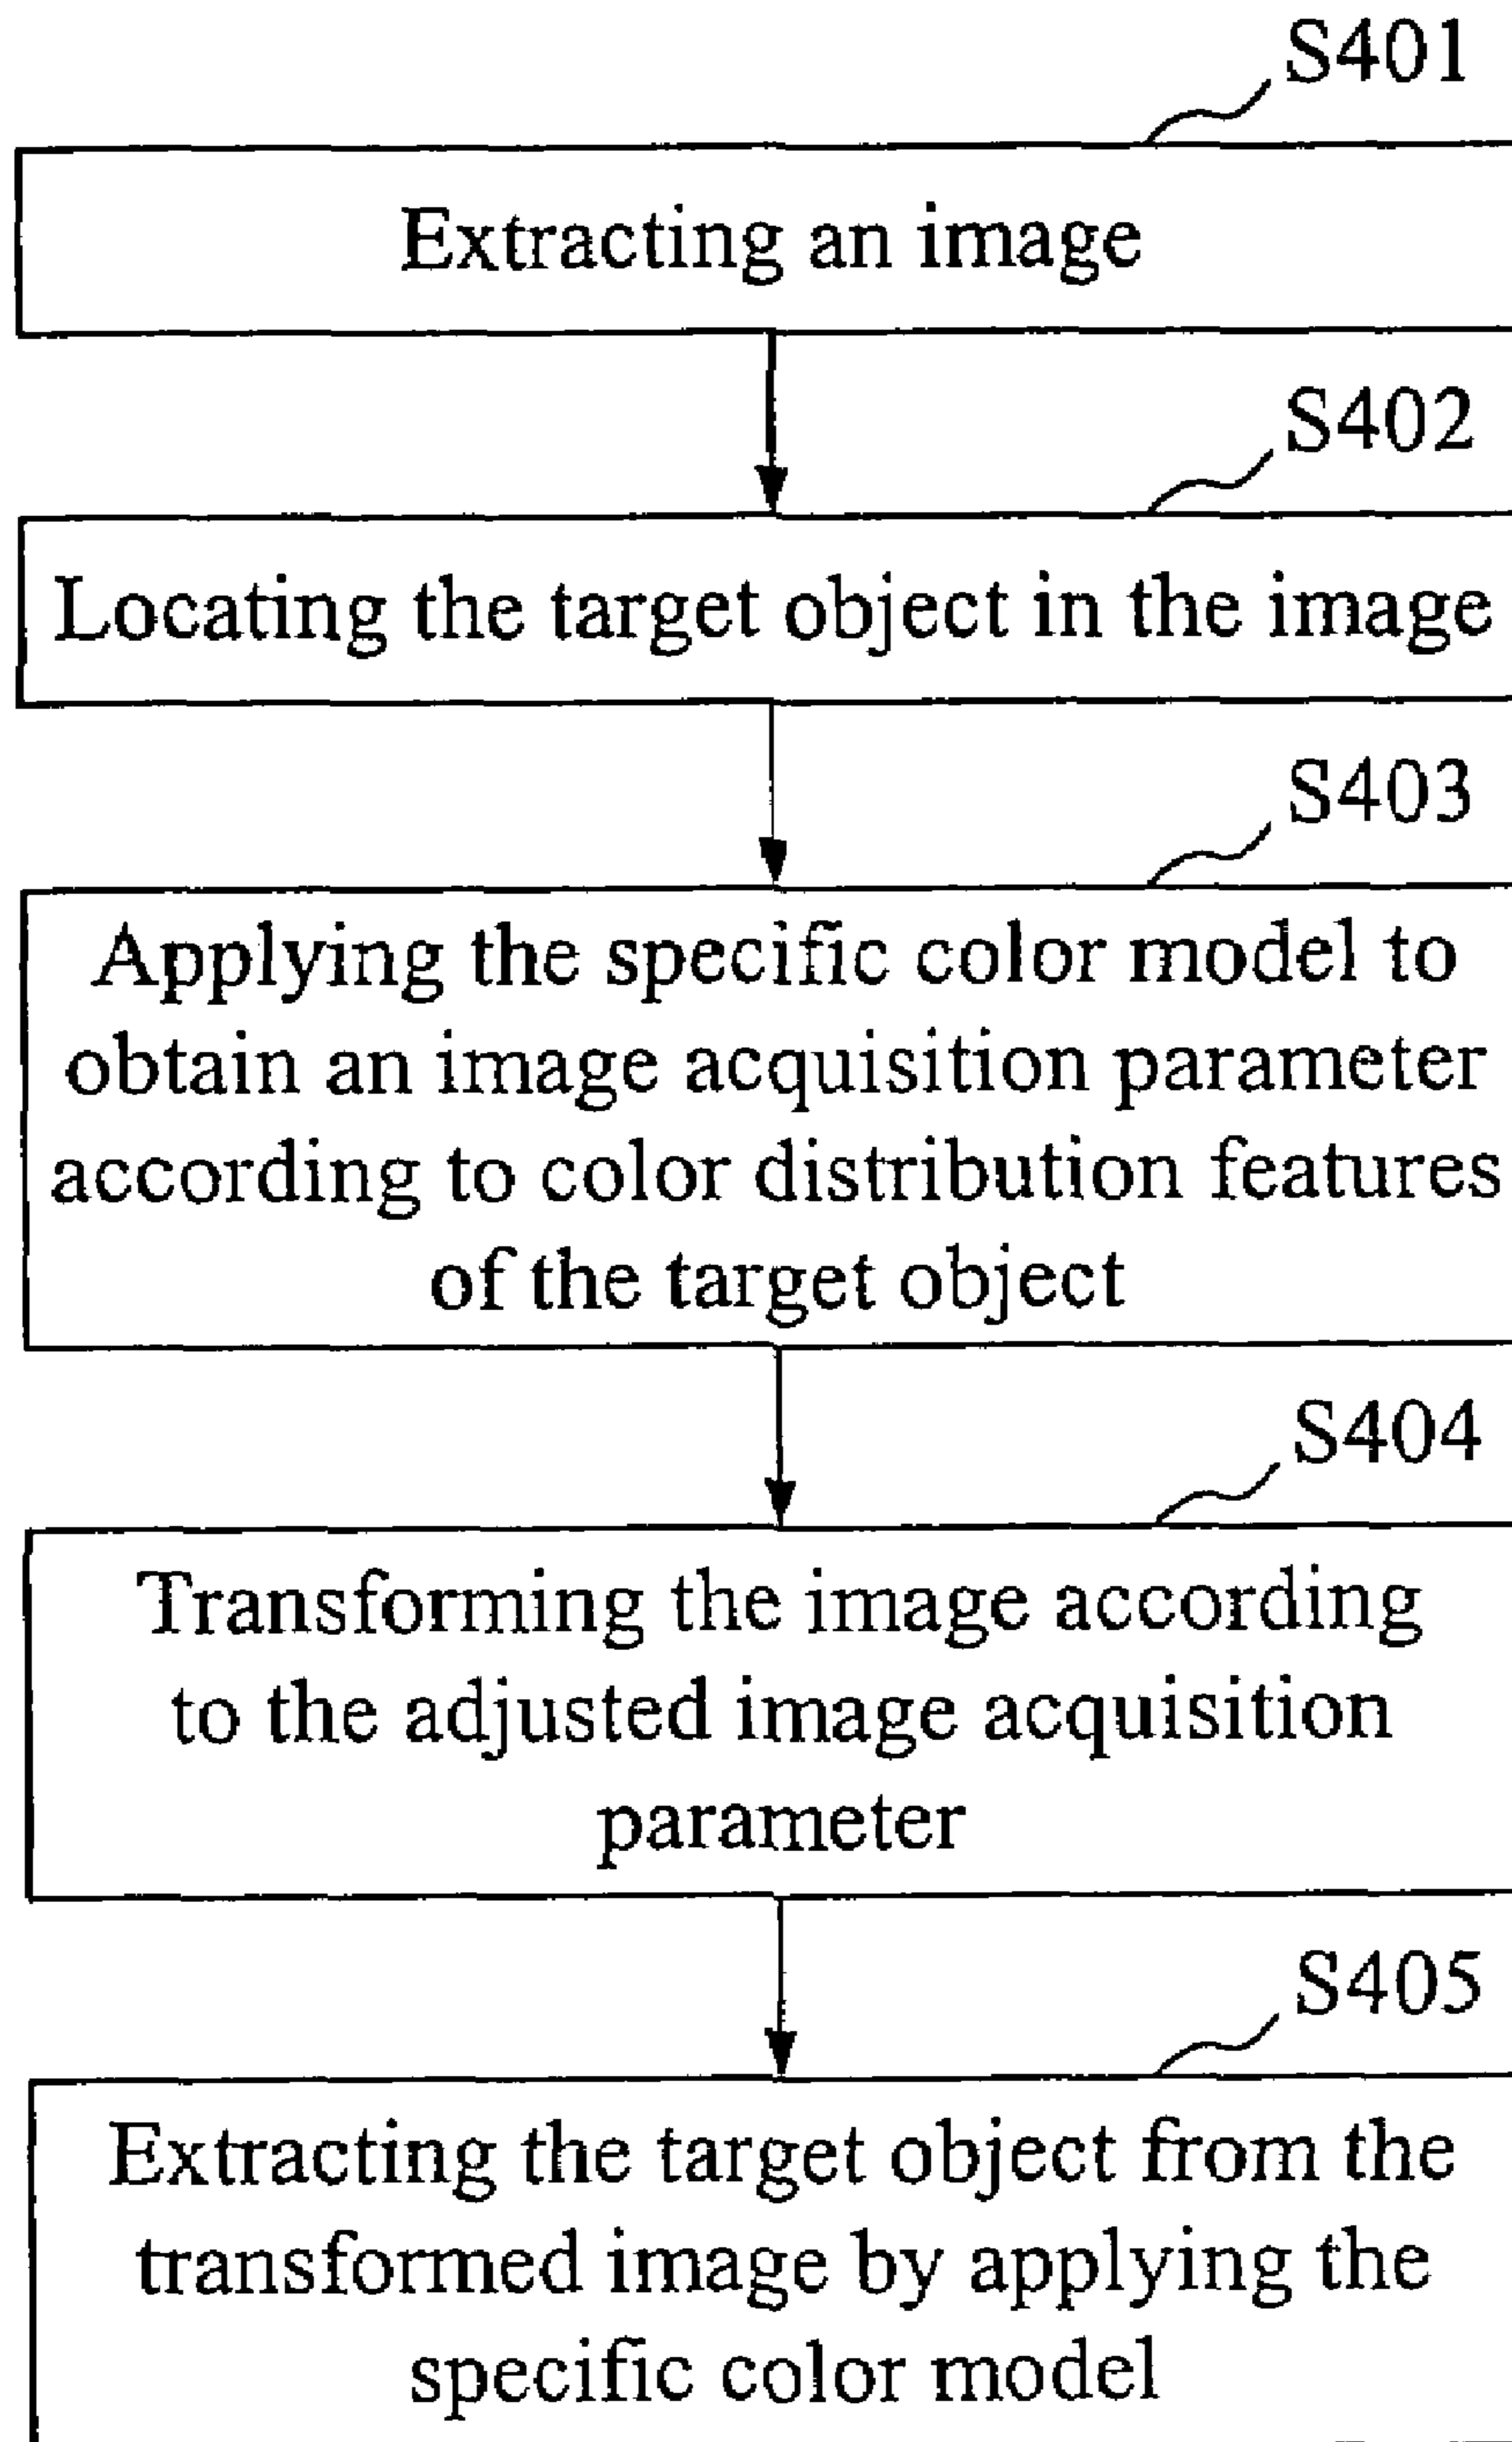 S401
Extracting an image
S402
Locating the target object in the image
S403
Applying the specific color model to
obtain an image acquisition parameter
according to color distribution features
of the target object
S404
Transforming the image according
to the adjusted image acquisition
parameter
S405
Extracting the target object from the
transformed image by applying the
specific color model